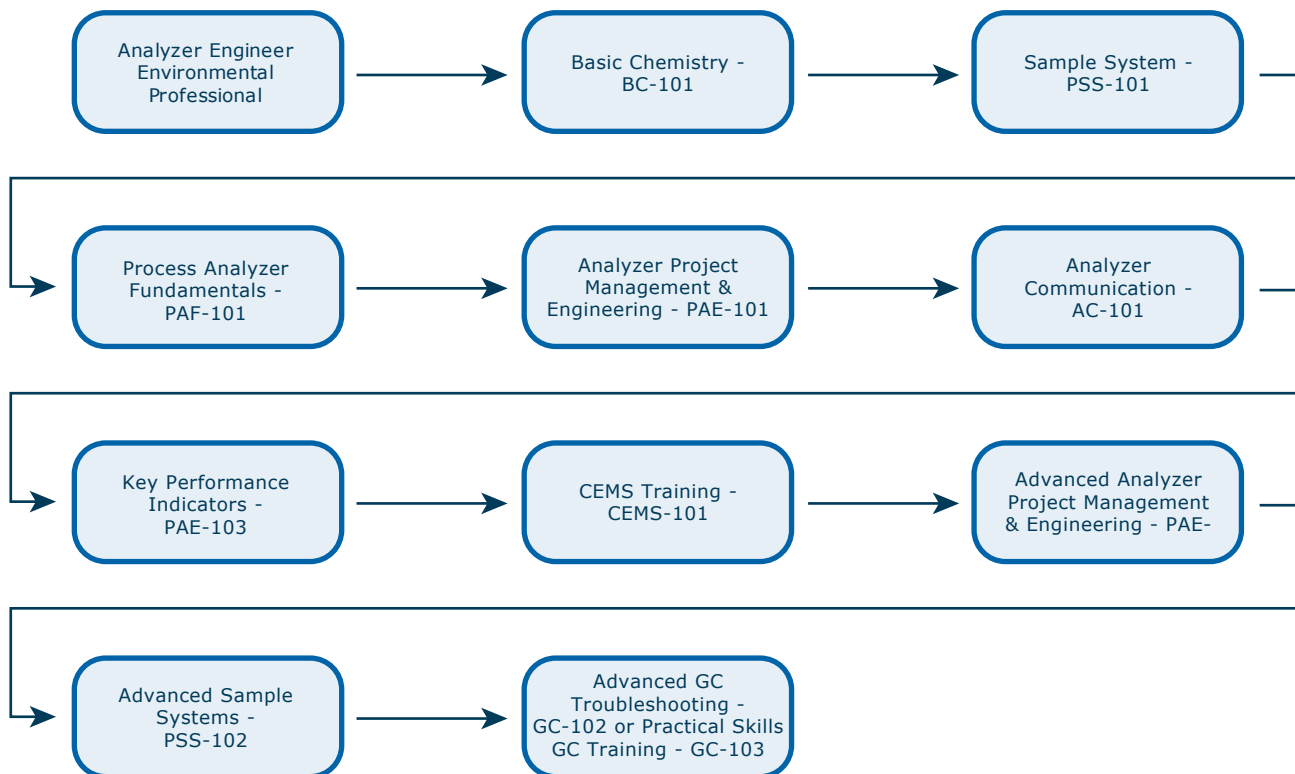 Analyzer Engineer
Environmental
Professional
Basic Chemistry -
BC-101
Sample System -
PSS-101
Process Analyzer
Fundamentals -
PAF-101
Analyzer Project
Management &
Engineering - PAE-101
Analyzer
Communication -
AC-101
Key Performance
Indicators -
PAE-103
CEMS Training -
CEMS-101
Advanced Analyzer
Project Management
& Engineering - PAE-
Advanced Sample
Systems -
PSS-102
Advanced GC
Troubleshooting -
GC-102 or Practical Skills
GC Training - GC-103